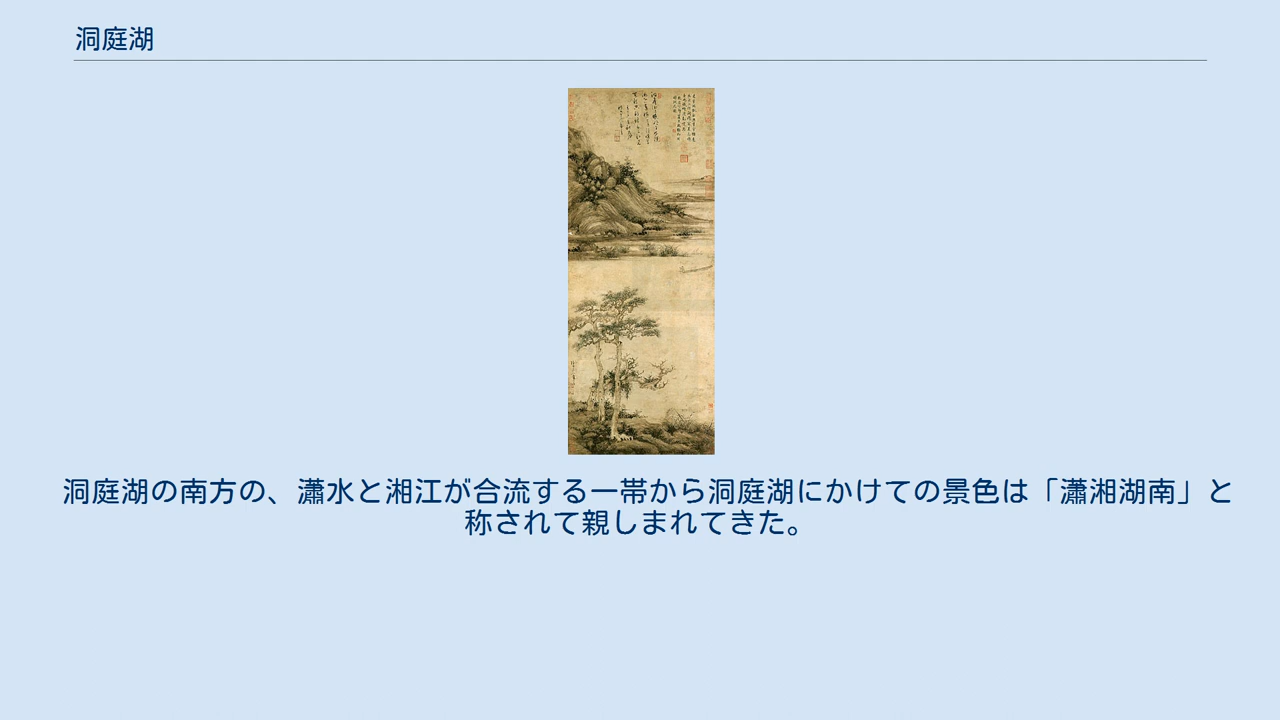 洞庭湖
洞庭湖の南方の、瀟水と湘江が合流する一帯から洞庭湖にかけての景色は「瀟湘湖南」と
称されて親しまれてきた。